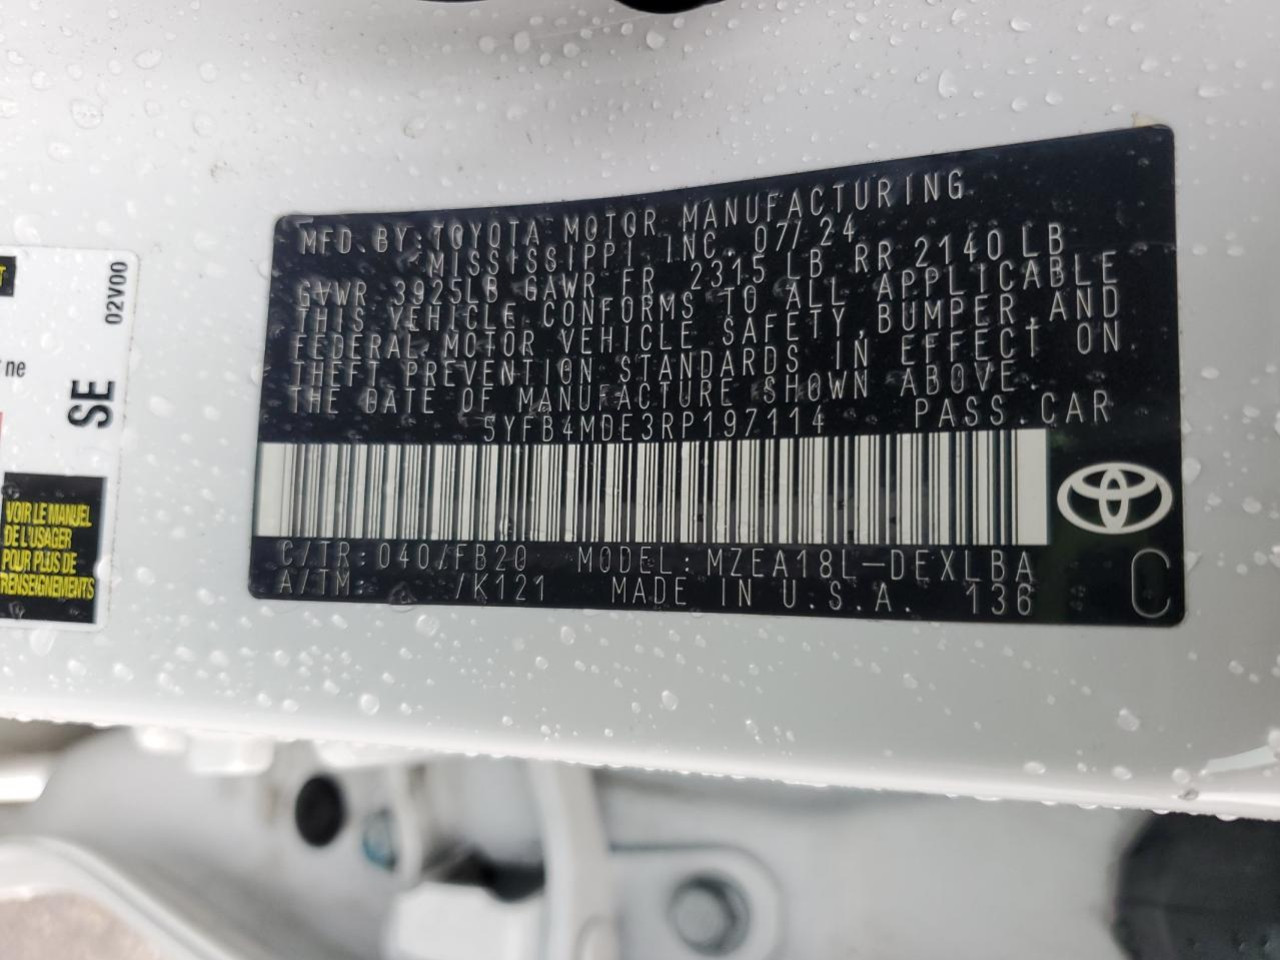 MFD.BY:TOYOTA MOTOR MANUFACTURING
MISSISSIPPI, INC. 07/24
GVWR 3925LB GAWR FR 2315 LB RR 2140LB
THIS VEHICLE CONFORMS TO ALL APPLICABLE
FEDERAL MOTOR VEHICLE SAFETY,BUMPER,AND
THEFT PREVENTION STANDARDS IN EFFECT ON
THE DATE OF MANUFACTURE SHOWN ABOVE.
5YFB4MDE3RP197114 PASS.CAR
C/TR:040/FB20 MODEL:MZEA18L-DEXLBA
A/TM: /K121 MADE IN U.S.A. 136
C
02V00
SE
ne
VOIR LE MANUEL
DE L'USAGER
POUR PLUS DE
RENSEIGNEMENTS